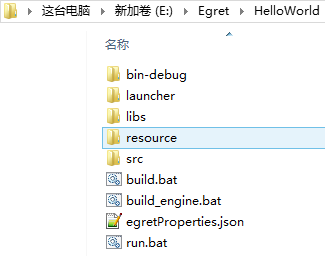 这台电脑 ▸ 新加卷 (E:) ▸ Egret ▸ HelloWorld
名称
bin-debug
launcher
libs
resource
src
build.bat
build_engine.bat
egretProperties.json
run.bat